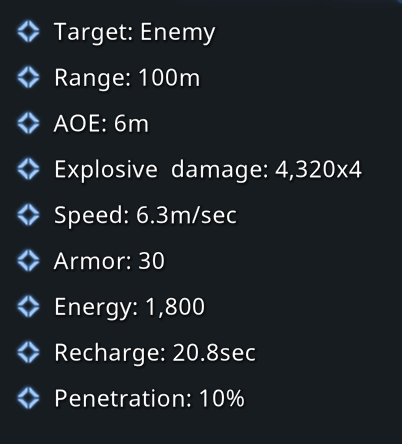 Target: Enemy
Range: 100m
AOE: 6m
Explosive  damage: 4,320x4
Speed: 6.3m/sec
Armor: 30
Energy: 1,800
Recharge: 20.8sec
Penetration: 10%